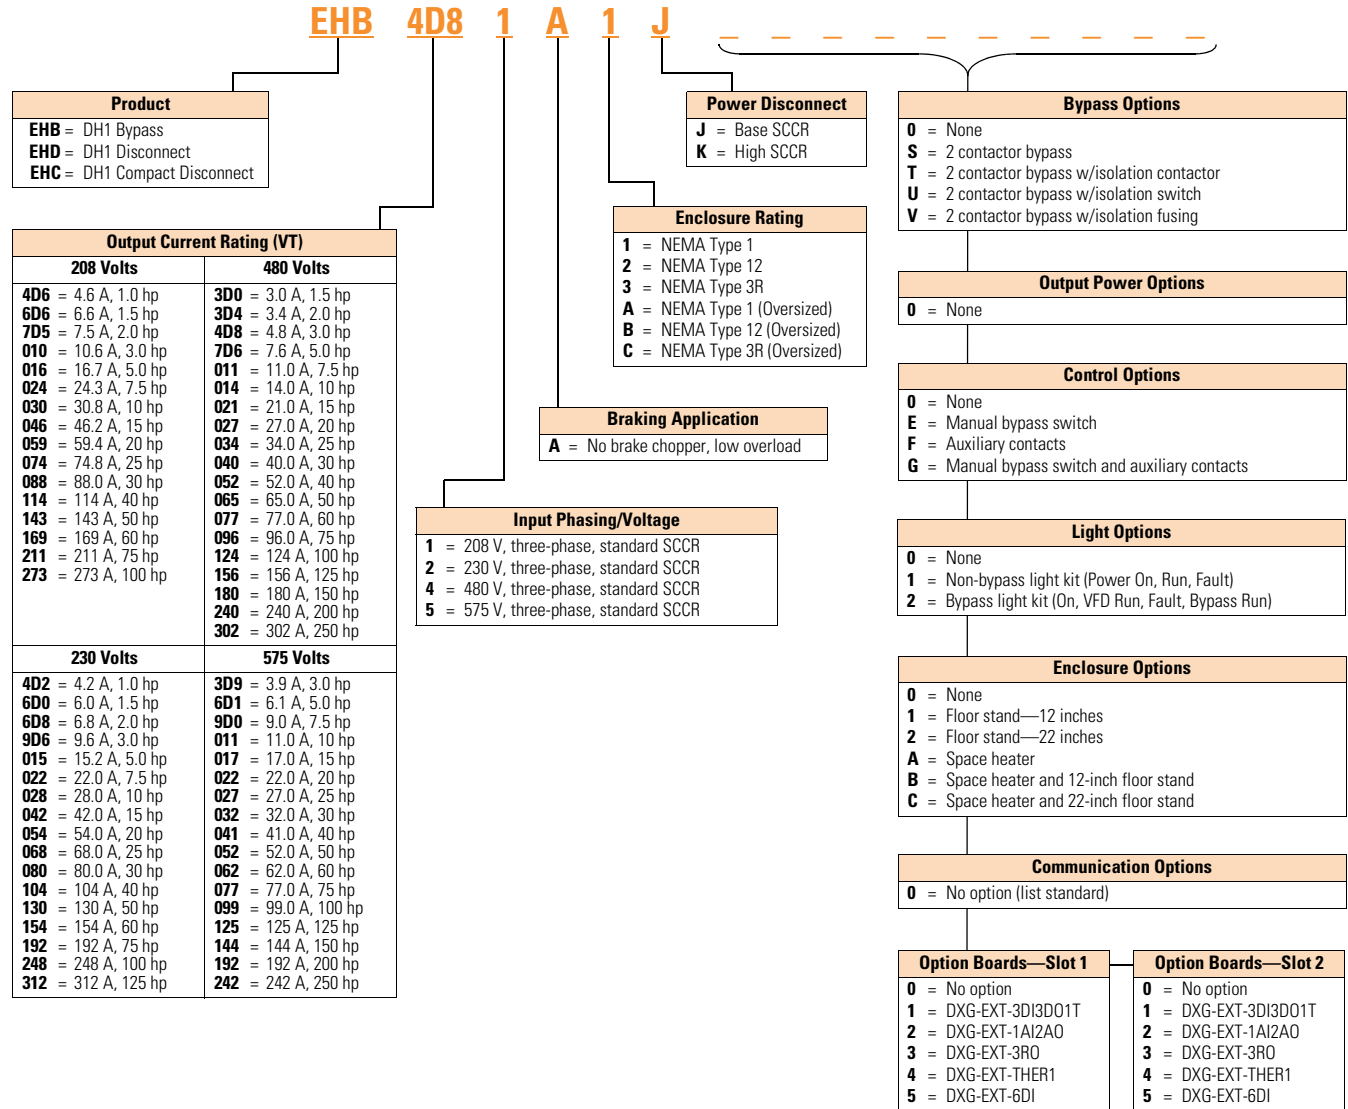 EHB 4D8 1 A 1 J _ _ _ _ _ _ _ _ _
Product
EHB = DH1 Bypass
EHD = DH1 Disconnect
EHC = DH1 Compact Disconnect
Power Disconnect
J = Base SCCR
K = High SCCR
Enclosure Rating
1 = NEMA Type 1
2 = NEMA Type 12
3 = NEMA Type 3R
A = NEMA Type 1 (Oversized)
B = NEMA Type 12 (Oversized)
C = NEMA Type 3R (Oversized)
Braking Application
A = No brake chopper, low overload
Input Phasing/Voltage
1 = 208 V, three-phase, standard SCCR
2 = 230 V, three-phase, standard SCCR
4 = 480 V, three-phase, standard SCCR
5 = 575 V, three-phase, standard SCCR
Output Current Rating (VT)
208 Volts
4D6 = 4.6 A, 1.0 hp
6D6 = 6.6 A, 1.5 hp
7D5 = 7.5 A, 2.0 hp
010 = 10.6 A, 3.0 hp
016 = 16.7 A, 5.0 hp
024 = 24.3 A, 7.5 hp
030 = 30.8 A, 10 hp
046 = 46.2 A, 15 hp
059 = 59.4 A, 20 hp
074 = 74.8 A, 25 hp
088 = 88.0 A, 30 hp
114 = 114 A, 40 hp
143 = 143 A, 50 hp
169 = 169 A, 60 hp
211 = 211 A, 75 hp
273 = 273 A, 100 hp
480 Volts
3D0 = 3.0 A, 1.5 hp
3D4 = 3.4 A, 2.0 hp
4D8 = 4.8 A, 3.0 hp
7D6 = 7.6 A, 5.0 hp
011 = 11.0 A, 7.5 hp
014 = 14.0 A, 10 hp
021 = 21.0 A, 15 hp
027 = 27.0 A, 20 hp
034 = 34.0 A, 25 hp
040 = 40.0 A, 30 hp
052 = 52.0 A, 40 hp
065 = 65.0 A, 50 hp
077 = 77.0 A, 60 hp
096 = 96.0 A, 75 hp
124 = 124 A, 100 hp
156 = 156 A, 125 hp
180 = 180 A, 150 hp
240 = 240 A, 200 hp
302 = 302 A, 250 hp
230 Volts
4D2 = 4.2 A, 1.0 hp
6D0 = 6.0 A, 1.5 hp
6D8 = 6.8 A, 2.0 hp
9D6 = 9.6 A, 3.0 hp
015 = 15.2 A, 5.0 hp
022 = 22.0 A, 7.5 hp
028 = 28.0 A, 10 hp
042 = 42.0 A, 15 hp
054 = 54.0 A, 20 hp
068 = 68.0 A, 25 hp
080 = 80.0 A, 30 hp
104 = 104 A, 40 hp
130 = 130 A, 50 hp
154 = 154 A, 60 hp
192 = 192 A, 75 hp
248 = 248 A, 100 hp
312 = 312 A, 125 hp
575 Volts
3D9 = 3.9 A, 3.0 hp
6D1 = 6.1 A, 5.0 hp
9D0 = 9.0 A, 7.5 hp
011 = 11.0 A, 10 hp
017 = 17.0 A, 15 hp
022 = 22.0 A, 20 hp
027 = 27.0 A, 25 hp
032 = 32.0 A, 30 hp
041 = 41.0 A, 40 hp
052 = 52.0 A, 50 hp
062 = 62.0 A, 60 hp
077 = 77.0 A, 75 hp
099 = 99.0 A, 100 hp
125 = 125 A, 125 hp
144 = 144 A, 150 hp
192 = 192 A, 200 hp
242 = 242 A, 250 hp
Bypass Options
0 = None
S = 2 contactor bypass
T = 2 contactor bypass w/isolation contactor
U = 2 contactor bypass w/isolation switch
V = 2 contactor bypass w/isolation fusing
Output Power Options
0 = None
Control Options
0 = None
E = Manual bypass switch
F = Auxiliary contacts
G = Manual bypass switch and auxiliary contacts
Light Options
0 = None
1 = Non-bypass light kit (Power On, Run, Fault)
2 = Bypass light kit (On, VFD Run, Fault, Bypass Run)
Enclosure Options
0 = None
1 = Floor stand—12 inches
2 = Floor stand—22 inches
A = Space heater
B = Space heater and 12-inch floor stand
C = Space heater and 22-inch floor stand
Communication Options
0 = No option (list standard)
Option Boards—Slot 1
0 = No option
1 = DXG-EXT-3DI3DO1T
2 = DXG-EXT-1AI2AO
3 = DXG-EXT-3RO
4 = DXG-EXT-THER1
5 = DXG-EXT-6DI
Option Boards—Slot 2
0 = No option
1 = DXG-EXT-3DI3DO1T
2 = DXG-EXT-1AI2AO
3 = DXG-EXT-3RO
4 = DXG-EXT-THER1
5 = DXG-EXT-6DI